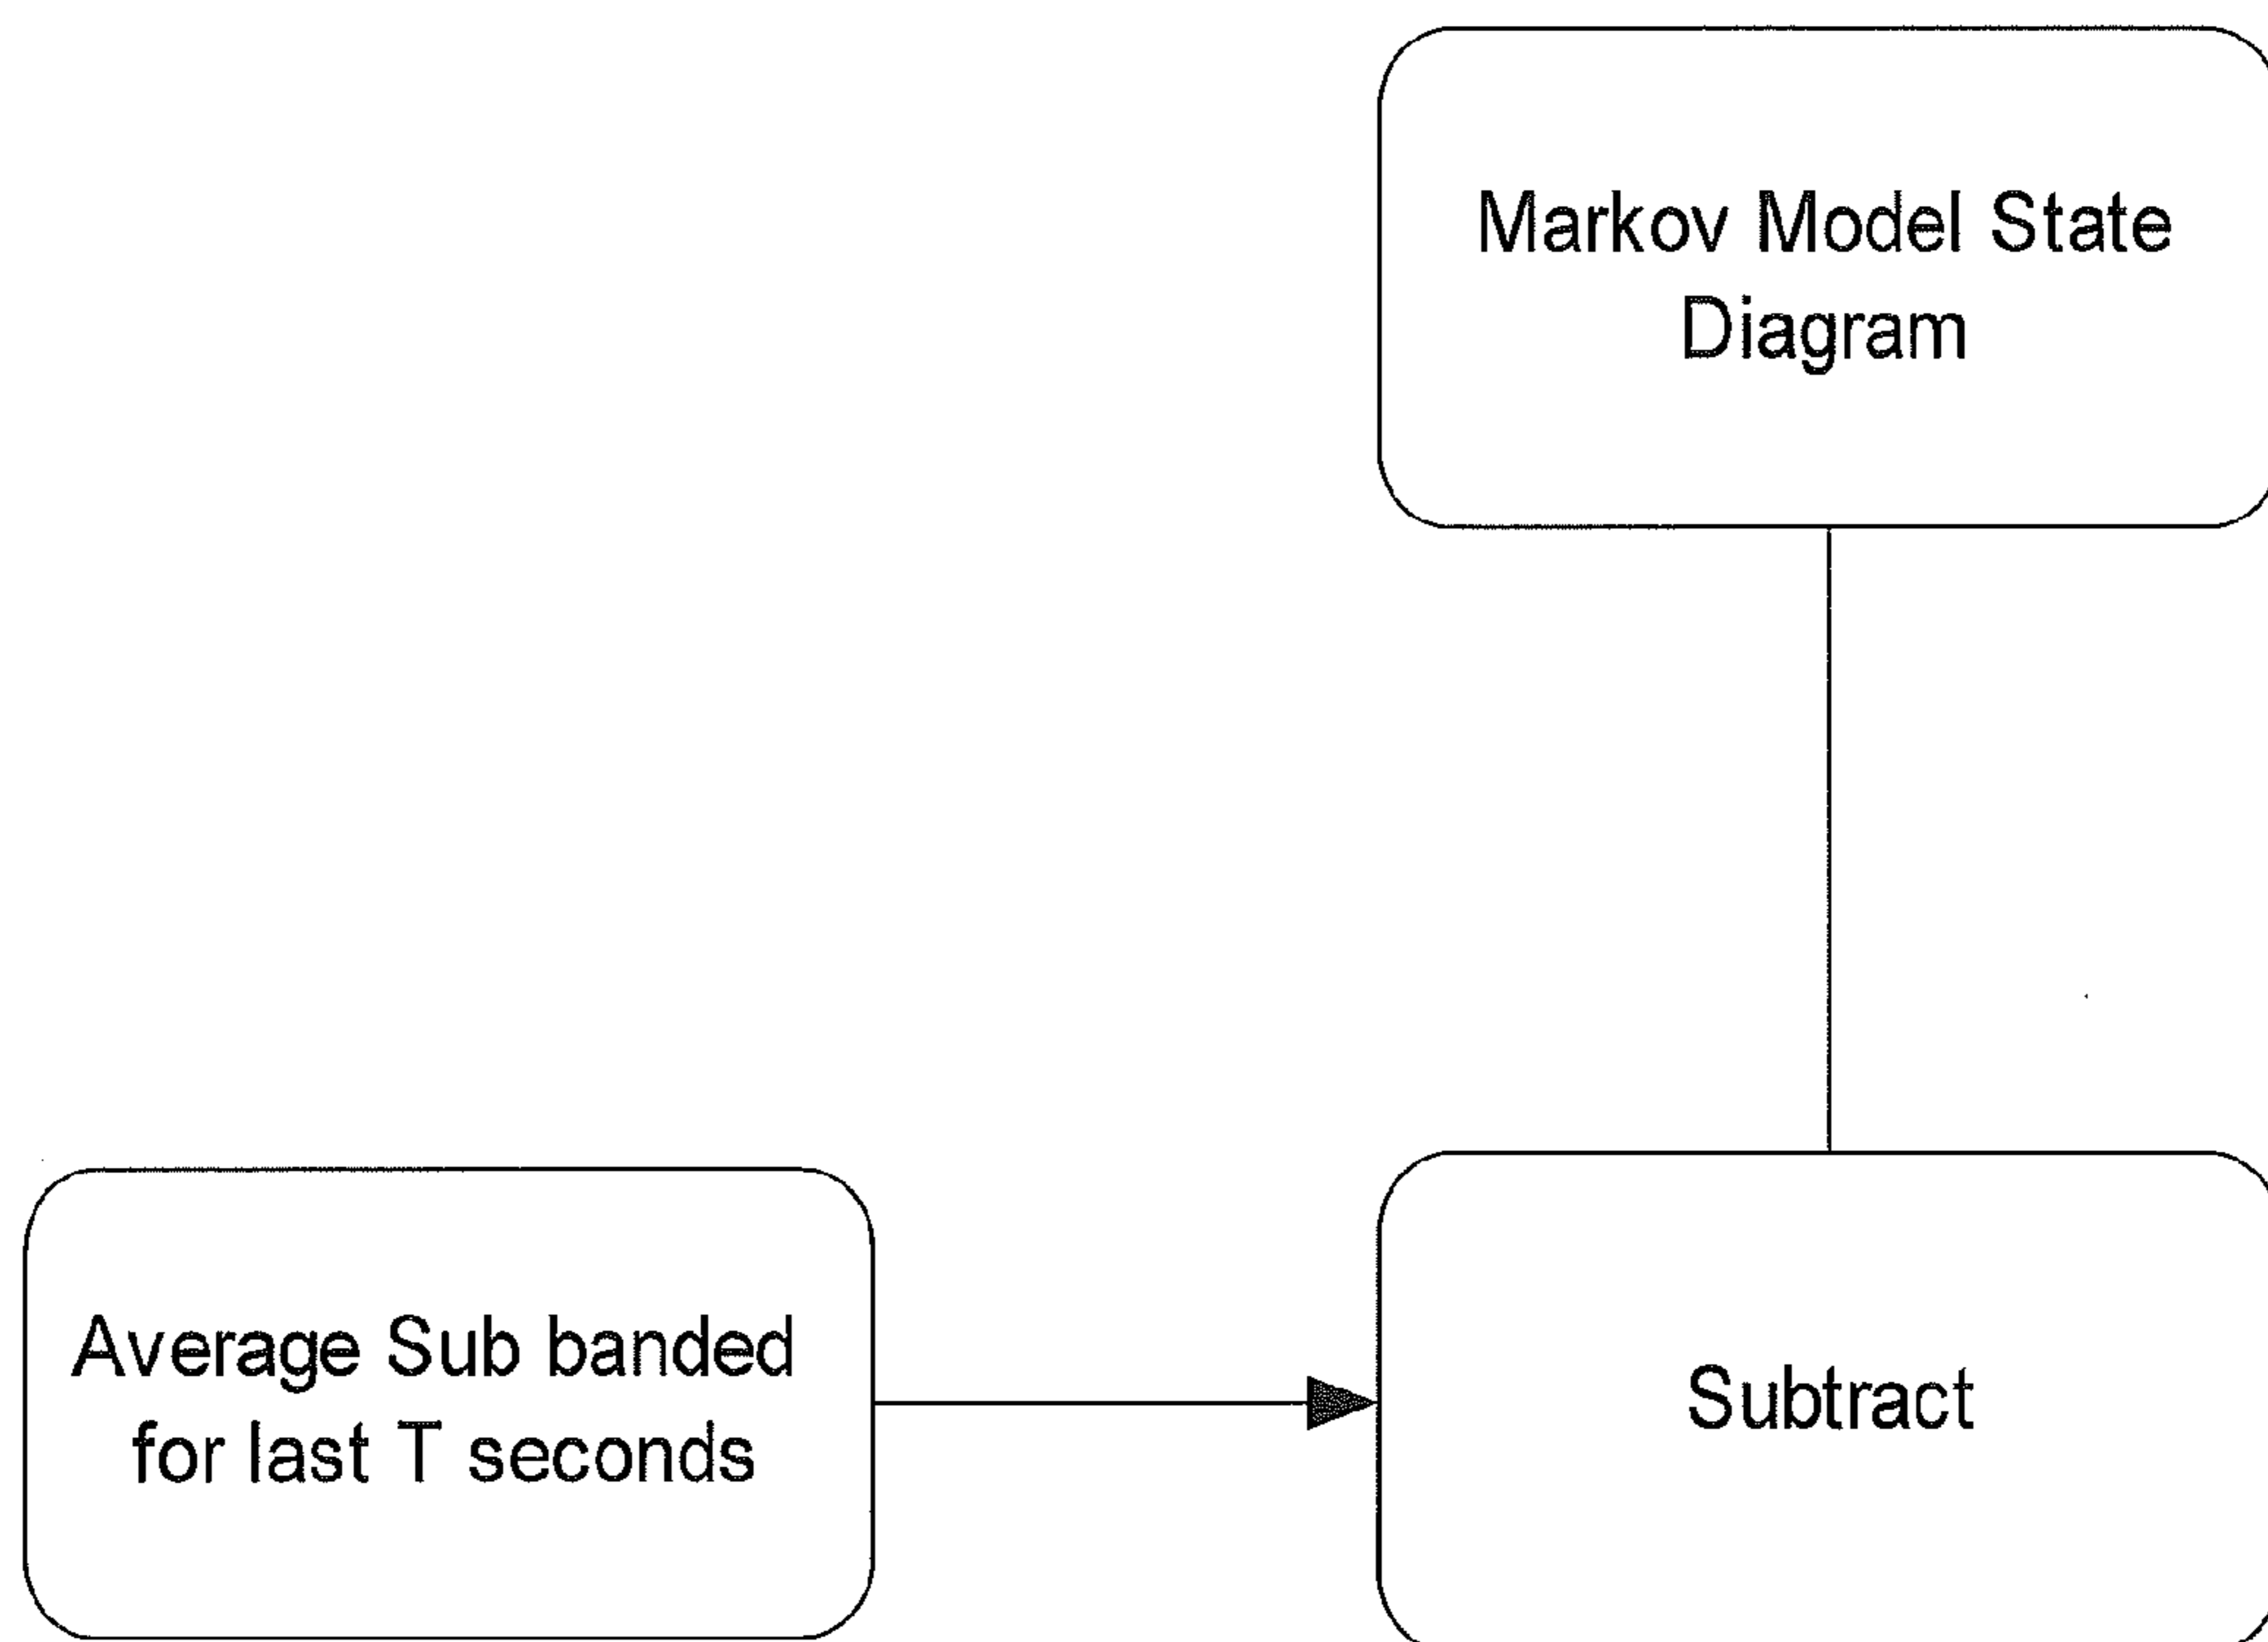 Markov Model State
Diagram
Average Sub banded
for last T seconds
Subtract